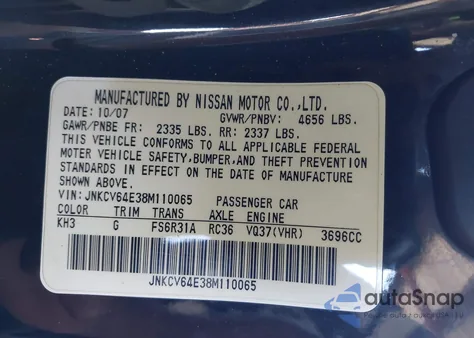 MANUFACTURED BY NISSAN MOTOR CO.,LTD.
DATE: 10/07 GVWR/PNBV: 4656 LBS.
GAWR/PNBE FR: 2335 LBS. RR: 2337 LBS.
THIS VEHICLE CONFORMS TO ALL APPLICABLE FEDERAL
MOTOR VEHICLE SAFETY,BUMPER,AND THEFT PREVENTION
STANDARDS IN EFFECT ON THE DATE OF MANUFACTURE
SHOWN ABOVE.
VIN: JNKCV64E38M110065 PASSENGER CAR
COLOR TRIM TRANS AXLE ENGINE
KH3 G FS6R31A RC36 VQ37(VHR) 3696CC
JNKCV64E38M110065
autoSnap